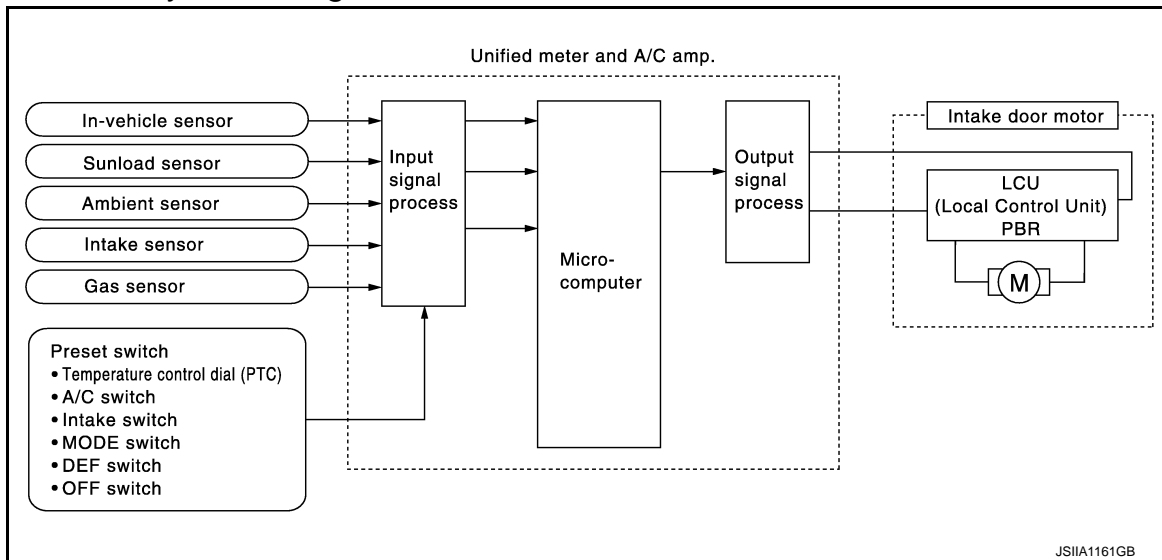 Unified meter and A/C amp.
In-vehicle sensor
Sunload sensor
Ambient sensor
Intake sensor
Gas sensor
Preset switch
• Temperature control dial (PTC)
• A/C switch
• Intake switch
• MODE switch
• DEF switch
• OFF switch
Input
signal
process
Micro-
computer
Output
signal
process
Intake door motor
LCU
(Local Control Unit)
PBR
M
JSIIA1161GB